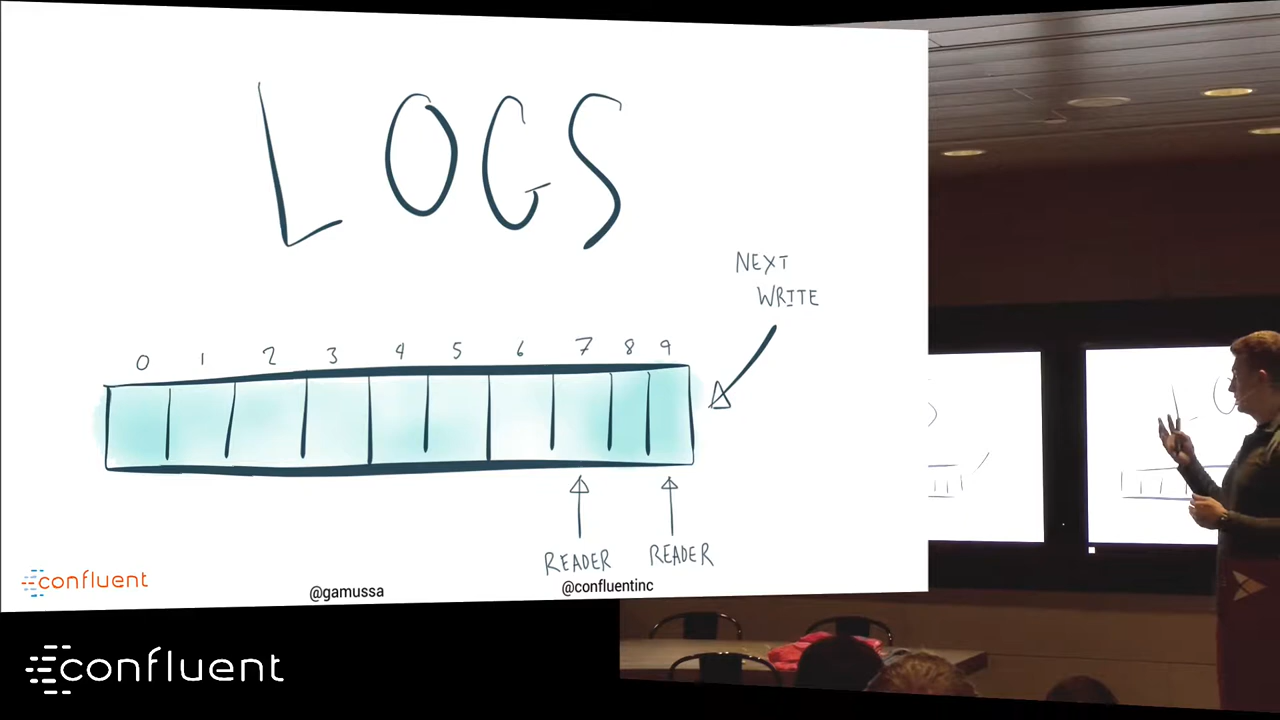 LOGS
NEXT
WRITE
0 1 2 3 4 5 6 7 8 9
READER READER
confluent @gamussa @confluentinc
confluent
L O